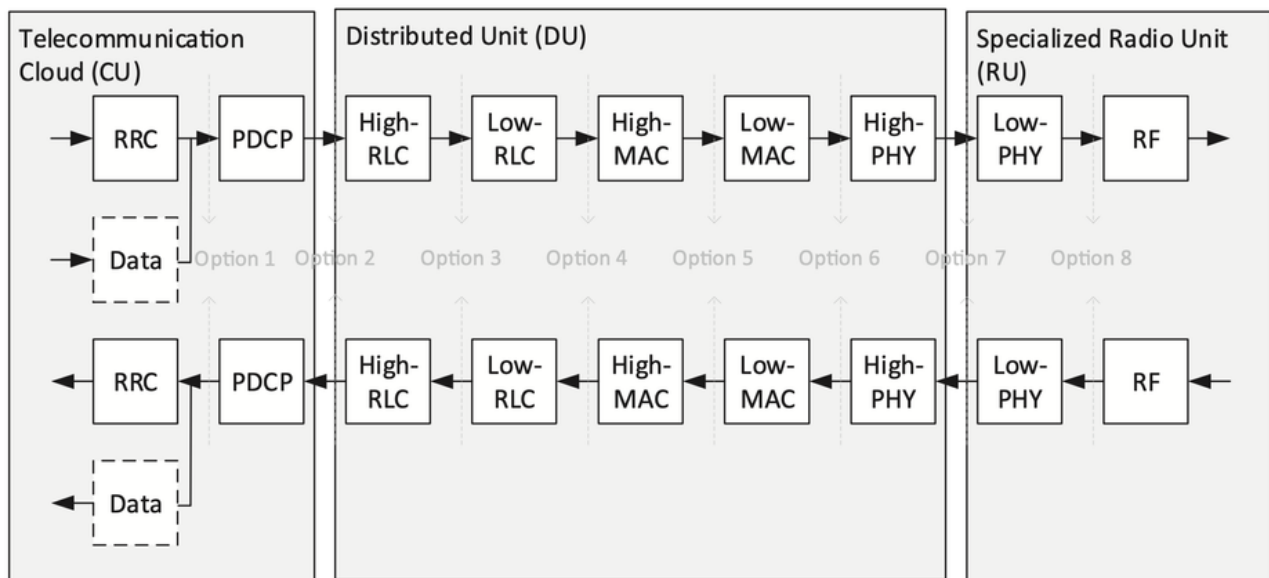 Telecommunication
Cloud (CU)
Distributed Unit (DU)
Specialized Radio Unit
(RU)
RRC
PDCP
High-
RLC
Low-
RLC
High-
MAC
Low-
MAC
High-
PHY
Low-
PHY
RF
Data
Option 1
Option 2
Option 3
Option 4
Option 5
Option 6
Option 7
Option 8
RRC
PDCP
High-
RLC
Low-
RLC
High-
MAC
Low-
MAC
High-
PHY
Low-
PHY
RF
Data